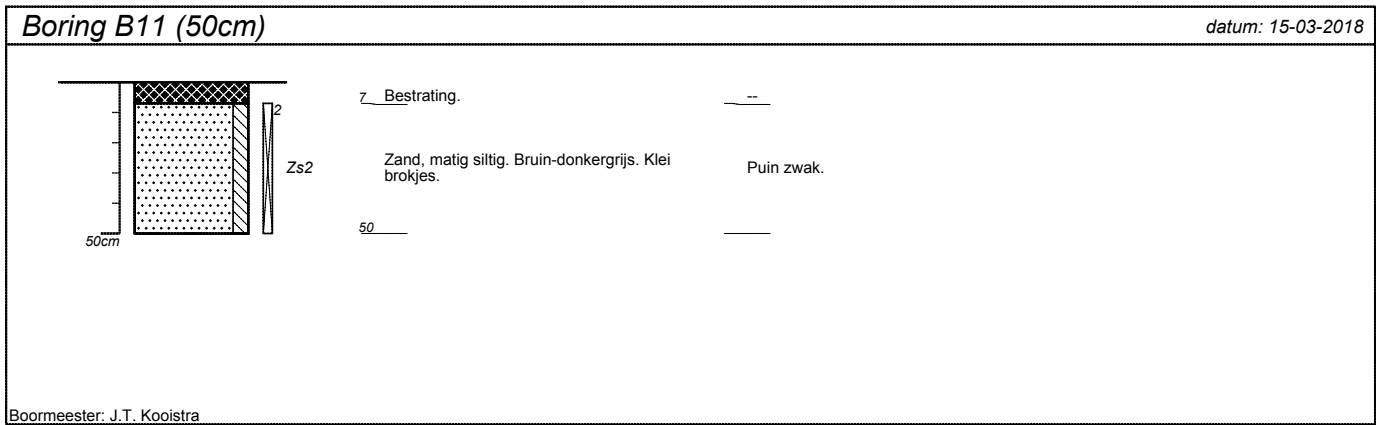 Boring B11 (50cm)
datum: 15-03-2018
7 Bestrating.
--
2
Zs2
Zand, matig siltig. Bruin-donkergrijs. Klei
brokjes.
Puin zwak.
50
50cm
Boormeester: J.T. Kooistra